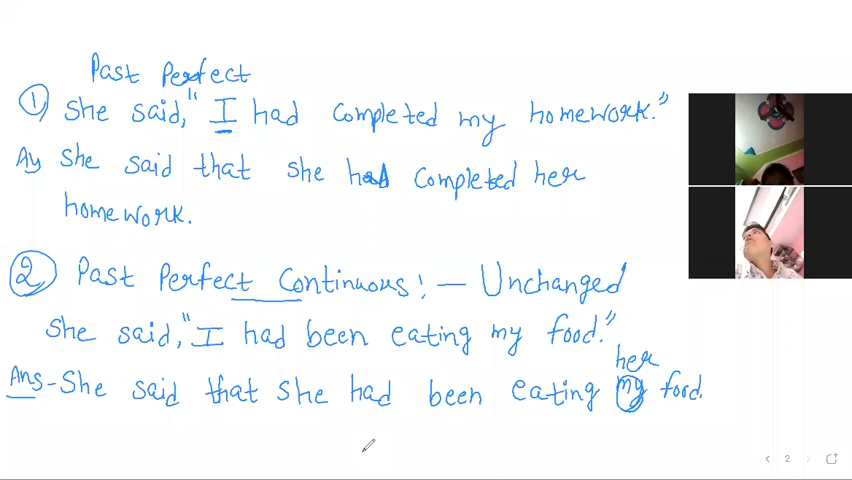 Past Perfect
1 She said, "I had completed my homework."
Ans She said that she had completed her
homework.
2 Past Perfect Continuous! — Unchanged
She said, "I had been eating my food."
her
Ans - She said that she had been eating my food.
2